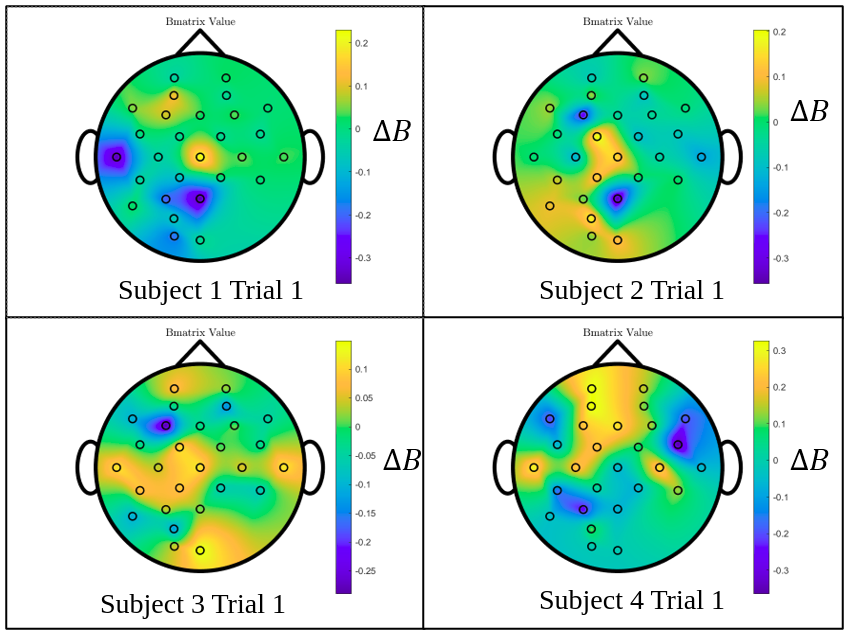 Bmatrix Value
0.2
0.1
0
-0.1
-0.2
-0.3
ΔB
Subject 1 Trial 1
Bmatrix Value
0.2
0.1
0
-0.1
-0.2
-0.3
ΔB
Subject 2 Trial 1
Bmatrix Value
0.1
0.05
0
-0.05
-0.1
-0.15
-0.2
-0.25
ΔB
Subject 3 Trial 1
Bmatrix Value
0.3
0.2
0.1
0
-0.1
-0.2
-0.3
ΔB
Subject 4 Trial 1